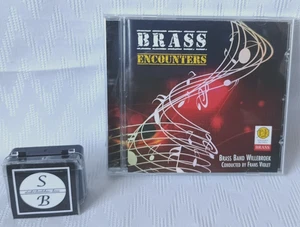 BRASS
ENCOUNTERS
BRASS BAND WILLEBROEK
CONDUCTED BY FRANS VIOLET
S
B